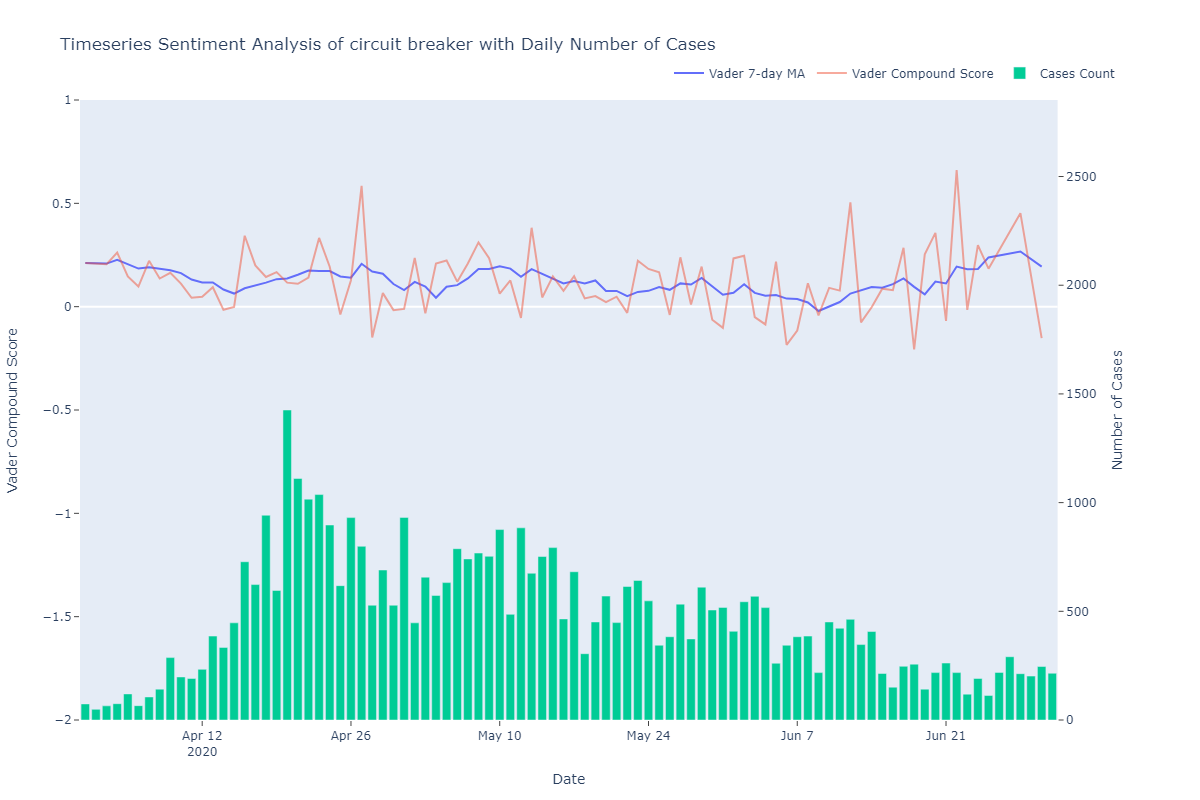 Timeseries Sentiment Analysis of circuit breaker with Daily Number of Cases
Vader 7-day MA
Vader Compound Score
Cases Count
1
0.5
0
−0.5
−1
−1.5
−2
Vader Compound Score
2500
2000
1500
1000
500
0
Number of Cases
Apr 12
2020
Apr 26
May 10
May 24
Jun 7
Jun 21
Date